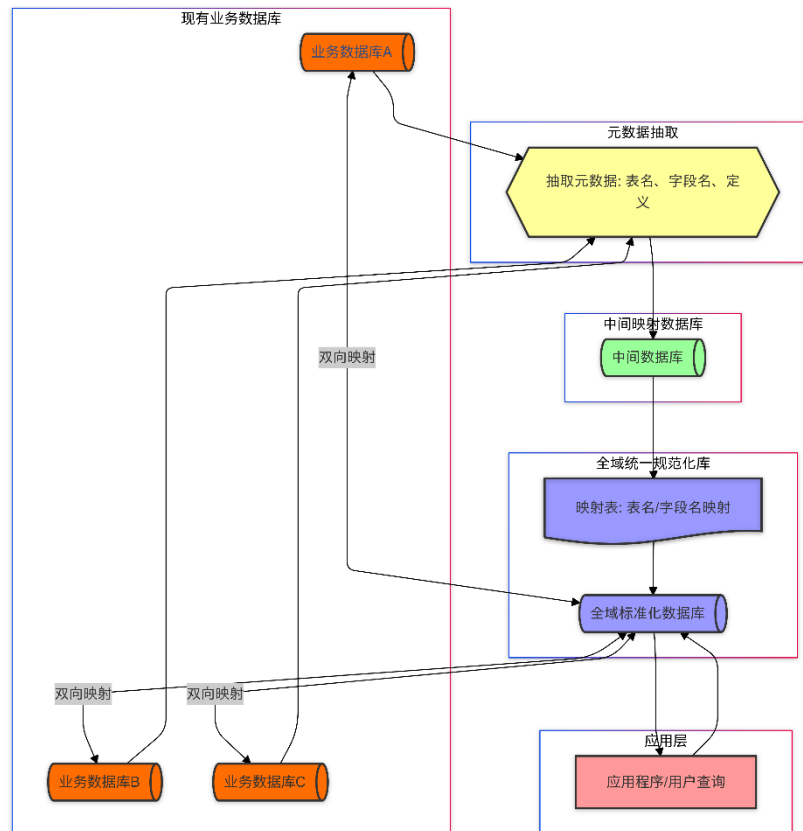 现有业务数据库
业务数据库A
元数据抽取
抽取元数据: 表名、字段名、定
义
中间映射数据库
中间数据库
双向映射
全域统一规范化库
映射表: 表名/字段名映射
全域标准化数据库
双向映射
双向映射
应用层
业务数据库B
业务数据库C
应用程序/用户查询